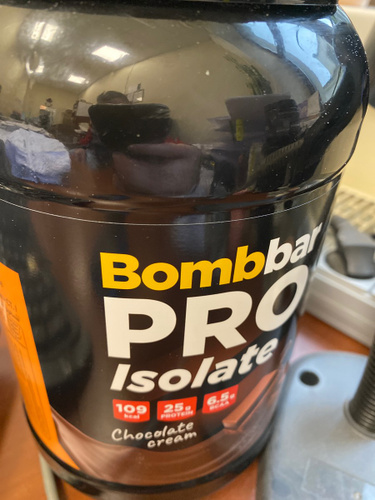 Bombbar
PRO
Isolate
109 25g 6.5g
kcal PROTEIN BCAA
Chocolate
cream